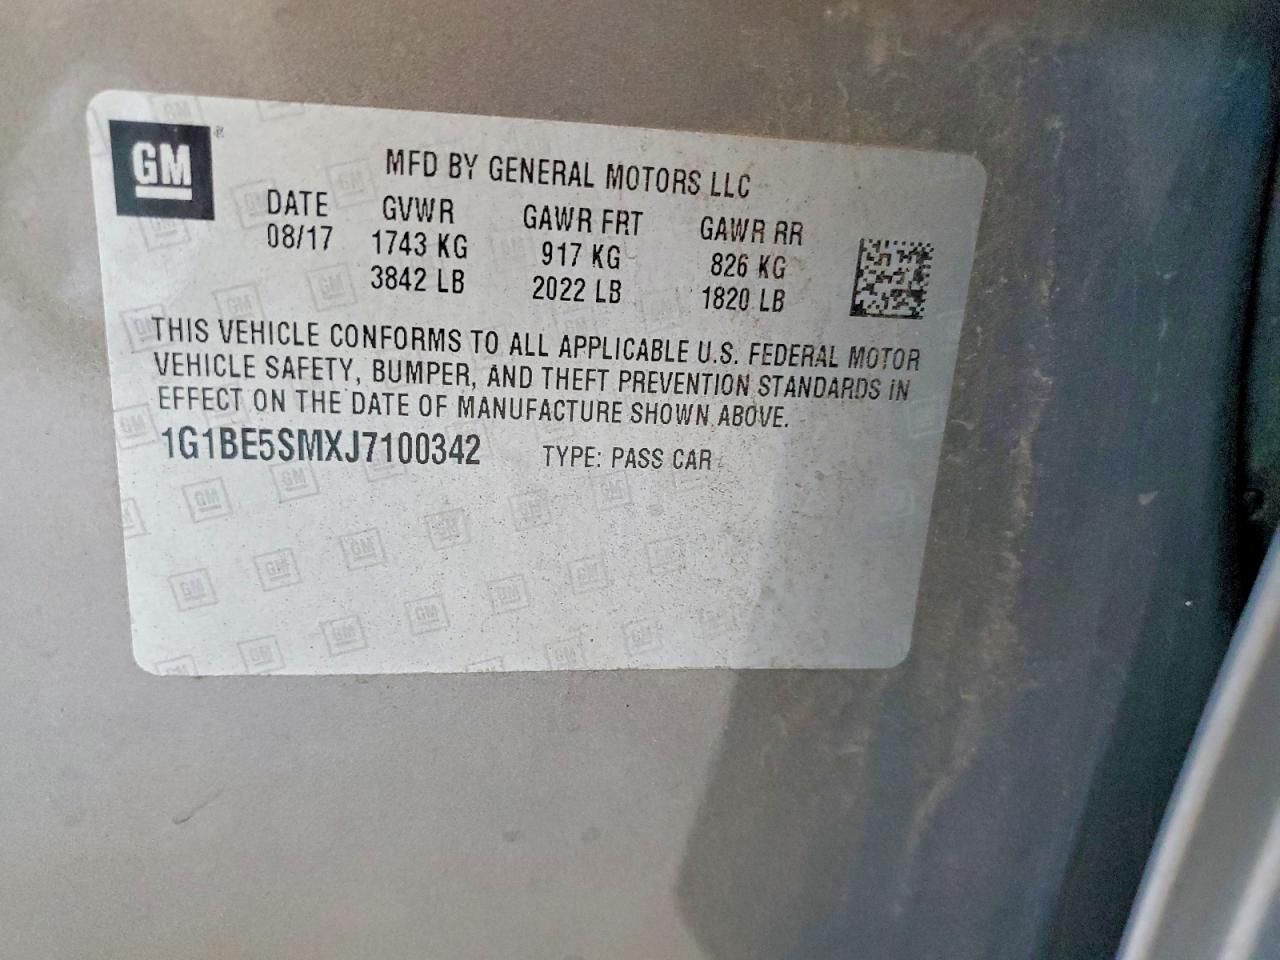 GM
MFD BY GENERAL MOTORS LLC
DATE GVWR GAWR FRT GAWR RR
08/17 1743 KG 917 KG 826 KG
3842 LB 2022 LB 1820 LB
THIS VEHICLE CONFORMS TO ALL APPLICABLE U.S. FEDERAL MOTOR
VEHICLE SAFETY, BUMPER, AND THEFT PREVENTION STANDARDS IN
EFFECT ON THE DATE OF MANUFACTURE SHOWN ABOVE.
1G1BE5SMXJ7100342 TYPE: PASS CAR